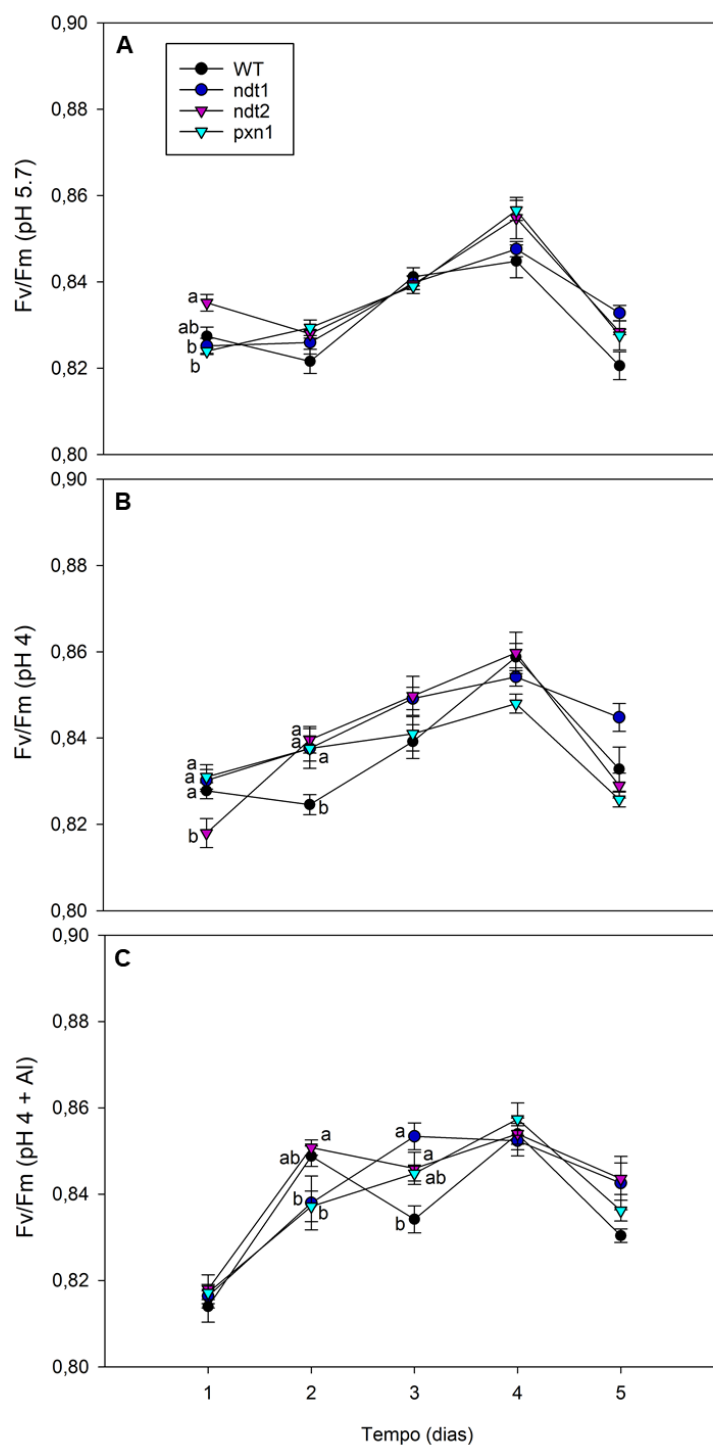 A
WT
ndt1
ndt2
pxn1
Fv/Fm (pH 5.7)
0,90
0,88
0,86
0,84
0,82
0,80
a
ab
b
b
B
Fv/Fm (pH 4)
0,90
0,88
0,86
0,84
0,82
0,80
a
a
a
b
a
a
a
b
C
Fv/Fm (pH 4 + Al)
0,90
0,88
0,86
0,84
0,82
0,80
a
ab
b
b
a
a
ab
b
1 2 3 4 5
Tempo (dias)